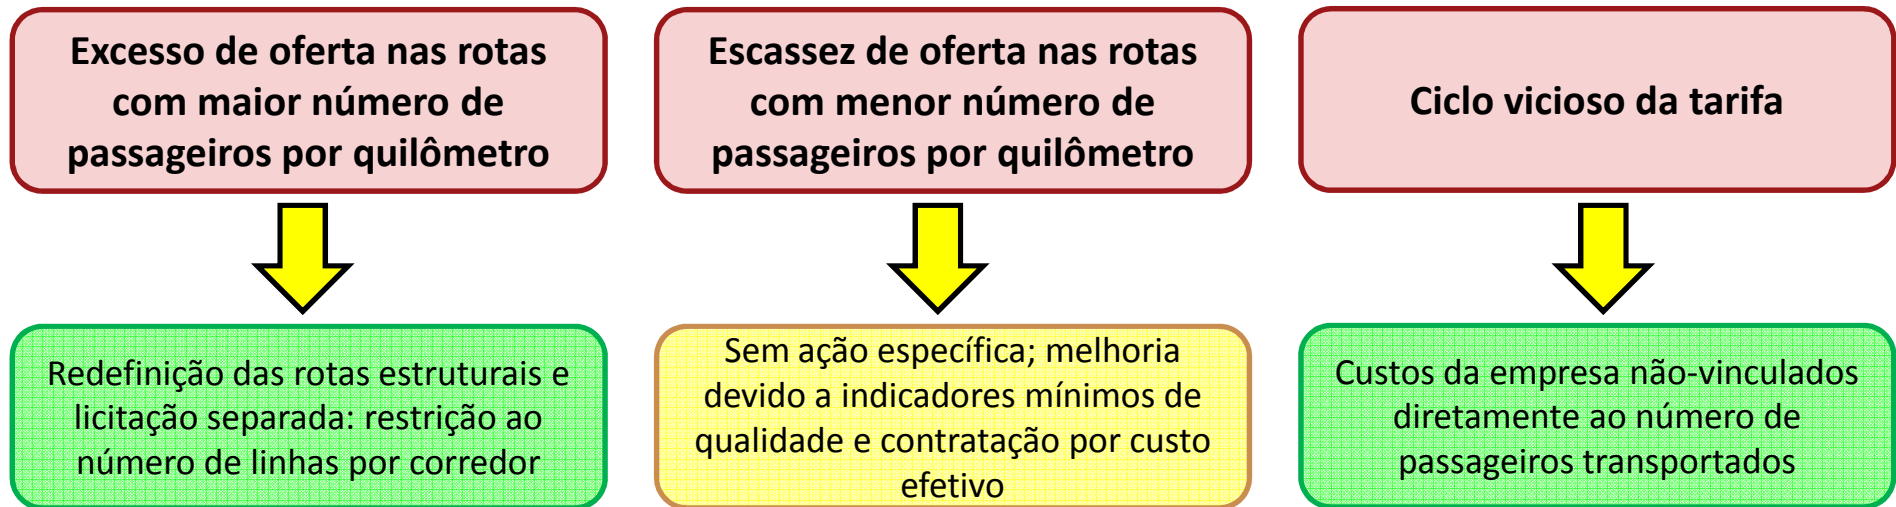 Excesso de oferta nas rotas
com maior número de
passageiros por quilômetro
Escassez de oferta nas rotas
com menor número de
passageiros por quilômetro
Ciclo vicioso da tarifa
Redefinição das rotas estruturais e
licitação separada: restrição ao
número de linhas por corredor
Sem ação específica; melhoria
devido a indicadores mínimos de
qualidade e contratação por custo
efetivo
Custos da empresa não-vinculados
diretamente ao número de
passageiros transportados